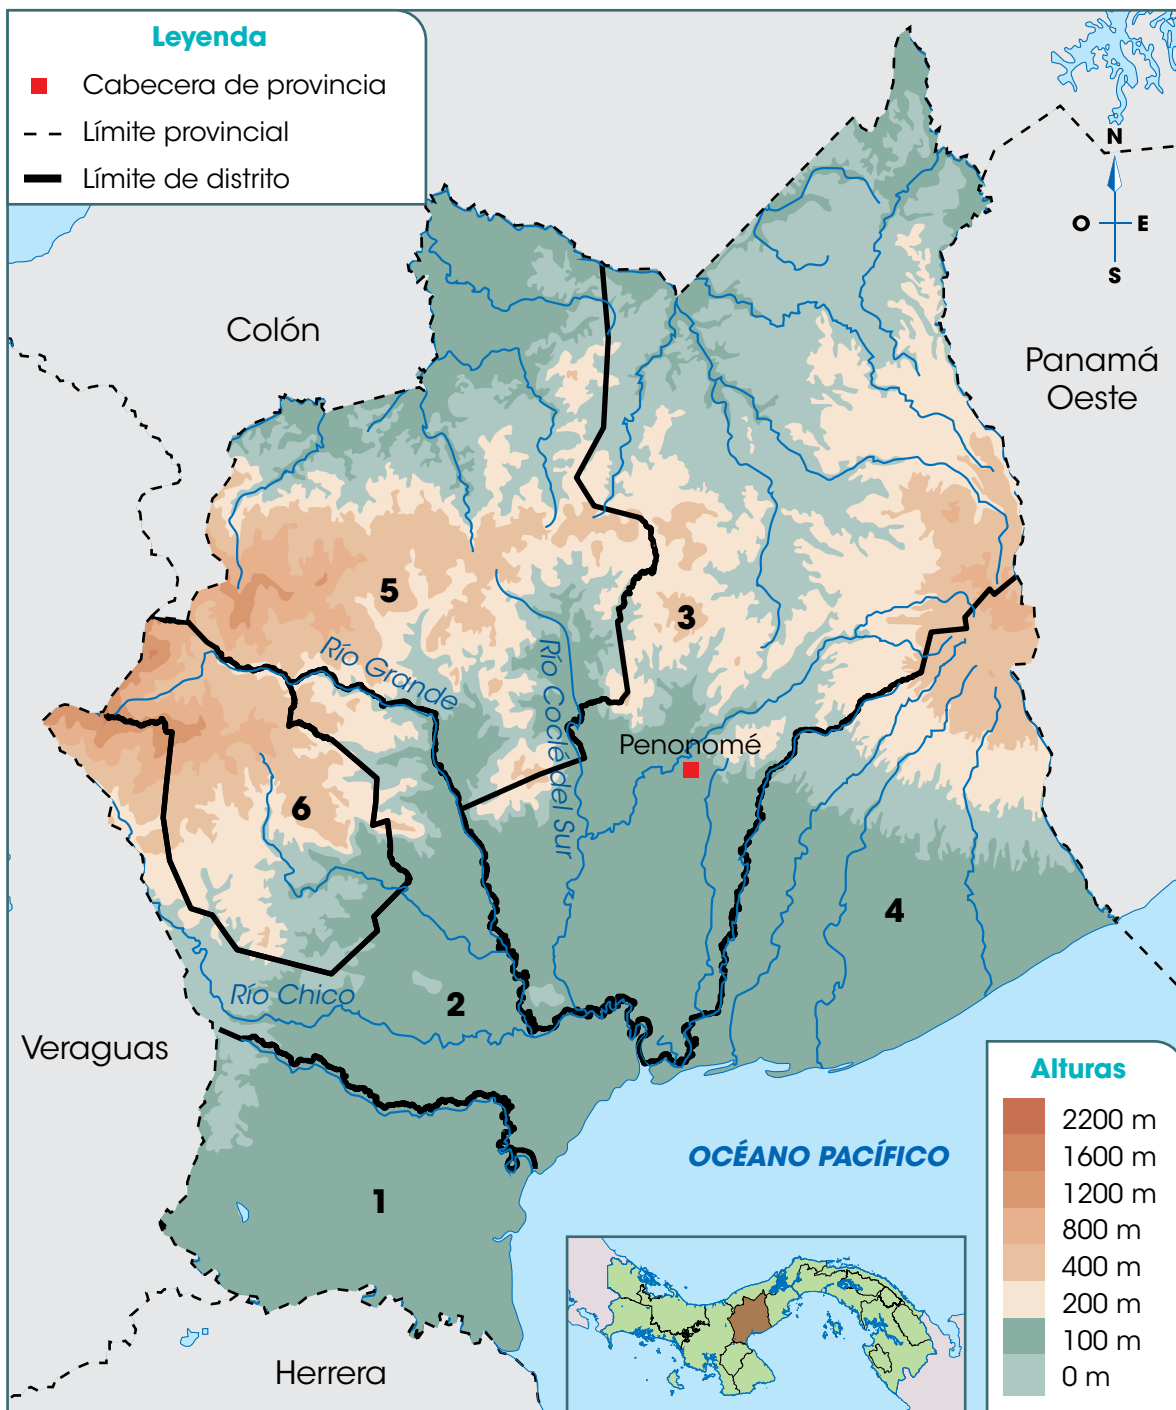 Leyenda
Cabecera de provincia
Límite provincial
Límite de distrito
N
O
E
S
Colón
Panamá
Oeste
5
3
Río Grande
Río Coclé del Sur
Penonomé
6
4
Río Chico
2
Veraguas
1
OCÉANO PACÍFICO
Herrera
Alturas
2200 m
1600 m
1200 m
800 m
400 m
200 m
100 m
0 m